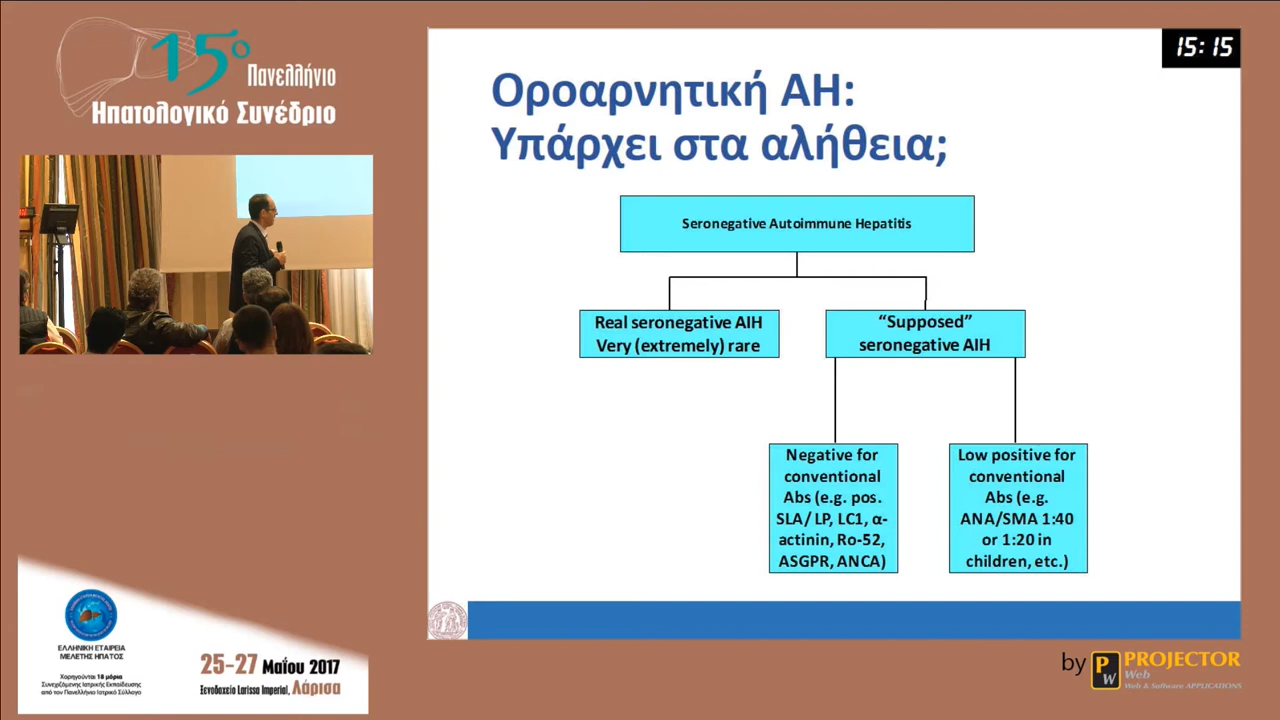 15ο
Πανελλήνιο
Ηπατολογικό Συνέδριο
15:15
Οροαρνητική ΑΗ:
Υπάρχει στα αλήθεια;
Seronegative Autoimmune Hepatitis
Real seronegative AIH
Very (extremely) rare
“Supposed”
seronegative AIH
Negative for
conventional
Abs (e.g. pos.
SLA/ LP, LC1, α-
actinin, Ro-52,
ASGPR, ANCA)
Low positive for
conventional
Abs (e.g.
ANA/SMA 1:40
or 1:20 in
children, etc.)
ΕΛΛΗΝΙΚΗ ΕΤΑΙΡΕΙΑ
ΜΕΛΕΤΗΣ ΗΠΑΤΟΣ
Χορηγούνται 18 μόρια
Συνεχιζόμενης Ιατρικής Εκπαίδευσης
από τον Πανελλήνιο Ιατρικό Σύλλογο
25-27 Μαΐου 2017
Ξενοδοχείο Larissa Imperial, Λάρισα
by PW PROJECTOR
Web
Web & Software APPLICATIONS